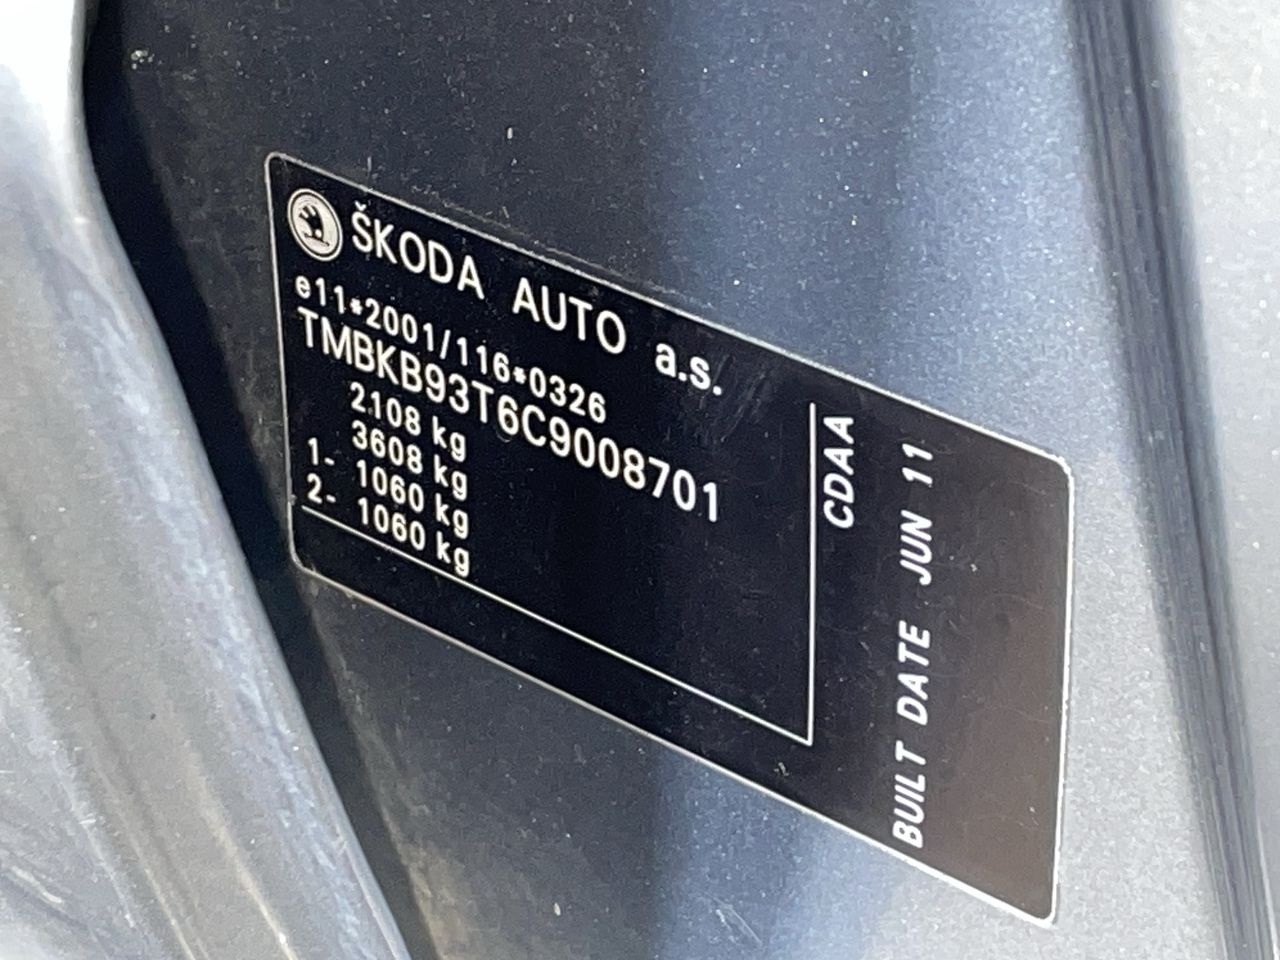 ŠKODA AUTO a.s.
e11*2001/116*0326
TMBKB93T6C9008701
2108 kg
3608 kg
1- 1060 kg
2- 1060 kg
CDAA
BUILT DATE JUN 11